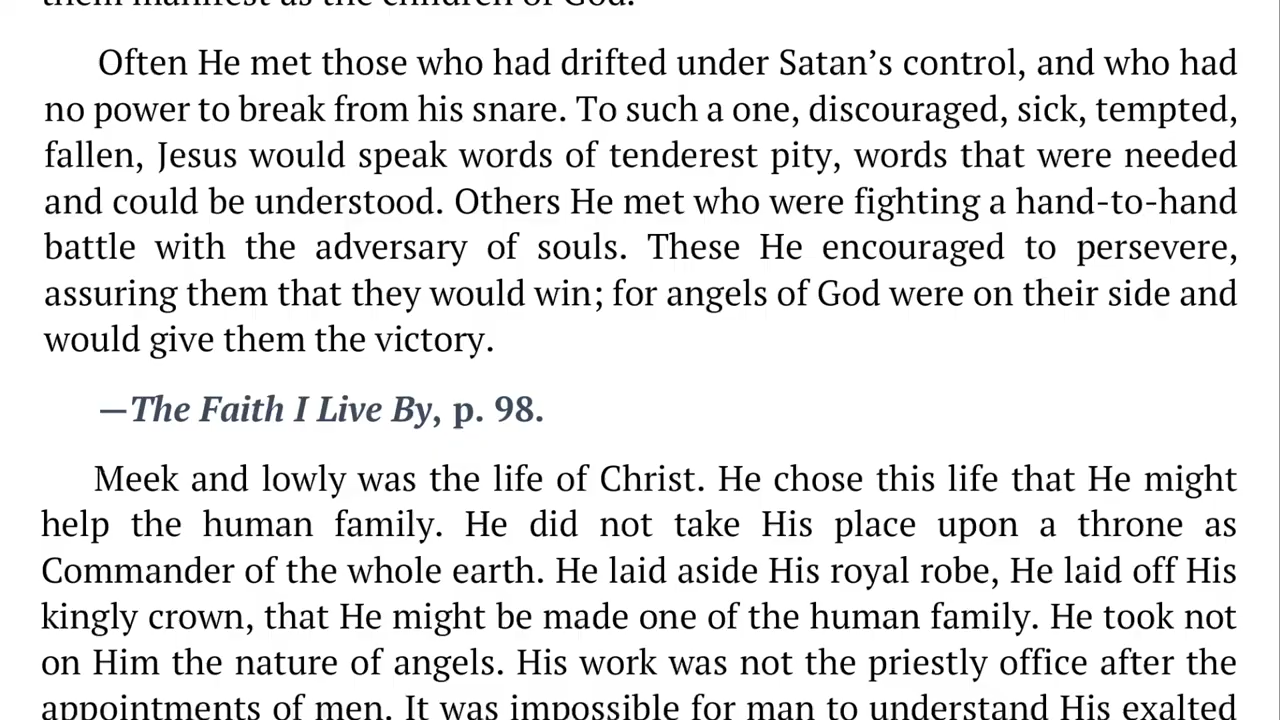 them manifest as the children of God.
Often He met those who had drifted under Satan’s control, and who had
no power to break from his snare. To such a one, discouraged, sick, tempted,
fallen, Jesus would speak words of tenderest pity, words that were needed
and could be understood. Others He met who were fighting a hand-to-hand
battle with the adversary of souls. These He encouraged to persevere,
assuring them that they would win; for angels of God were on their side and
would give them the victory.
—The Faith I Live By, p. 98.
Meek and lowly was the life of Christ. He chose this life that He might
help the human family. He did not take His place upon a throne as
Commander of the whole earth. He laid aside His royal robe, He laid off His
kingly crown, that He might be made one of the human family. He took not
on Him the nature of angels. His work was not the priestly office after the
appointments of men. It was impossible for man to understand His exalted